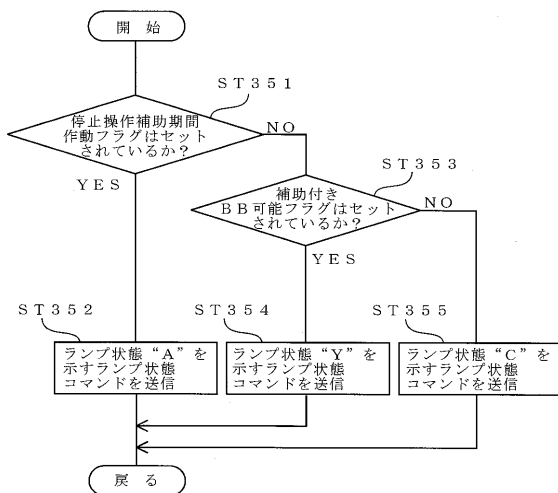 開 始
ST351
停止操作補助期間
作動フラグはセット
されているか?
NO
YES
ST353
補助付き
BB可能フラグはセット
されているか?
NO
YES
ST352
ランプ状態“A”を
示すランプ状態
コマンドを送信
ST354
ランプ状態“Y”を
示すランプ状態
コマンドを送信
ST355
ランプ状態“C”を
示すランプ状態
コマンドを送信
戻 る